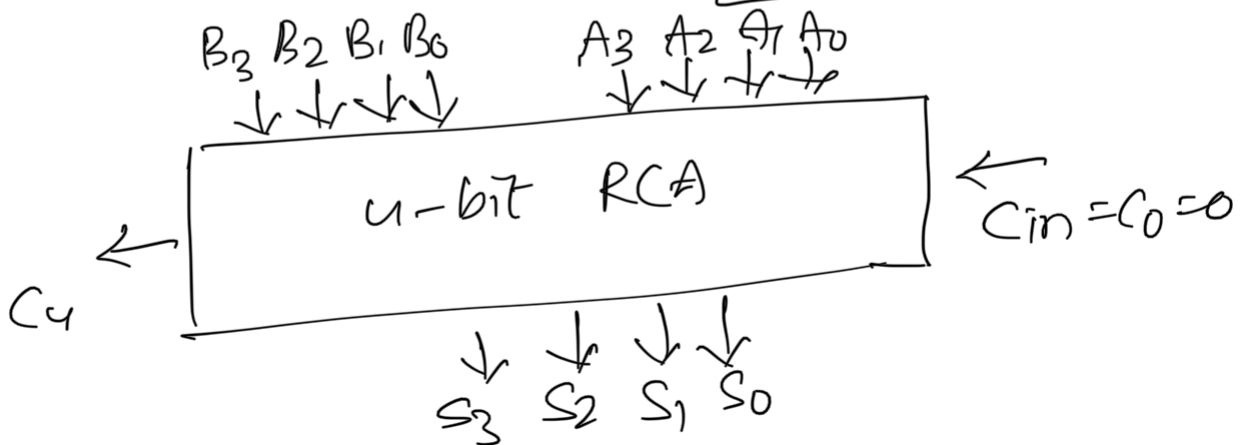 B3 B2 B1 B0 A3 A2 A1 A0
4-bit RCA
Cin=C0=0
C4
S3 S2 S1 S0